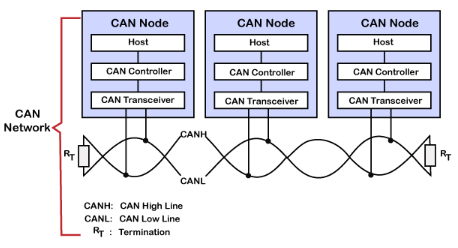 CAN Node
Host
CAN Controller
CAN Transceiver
CAN Node
Host
CAN Controller
CAN Transceiver
CAN Node
Host
CAN Controller
CAN Transceiver
CAN
Network
RT
CANH
CANL
RT
CANH: CAN High Line
CANL: CAN Low Line
RT : Termination